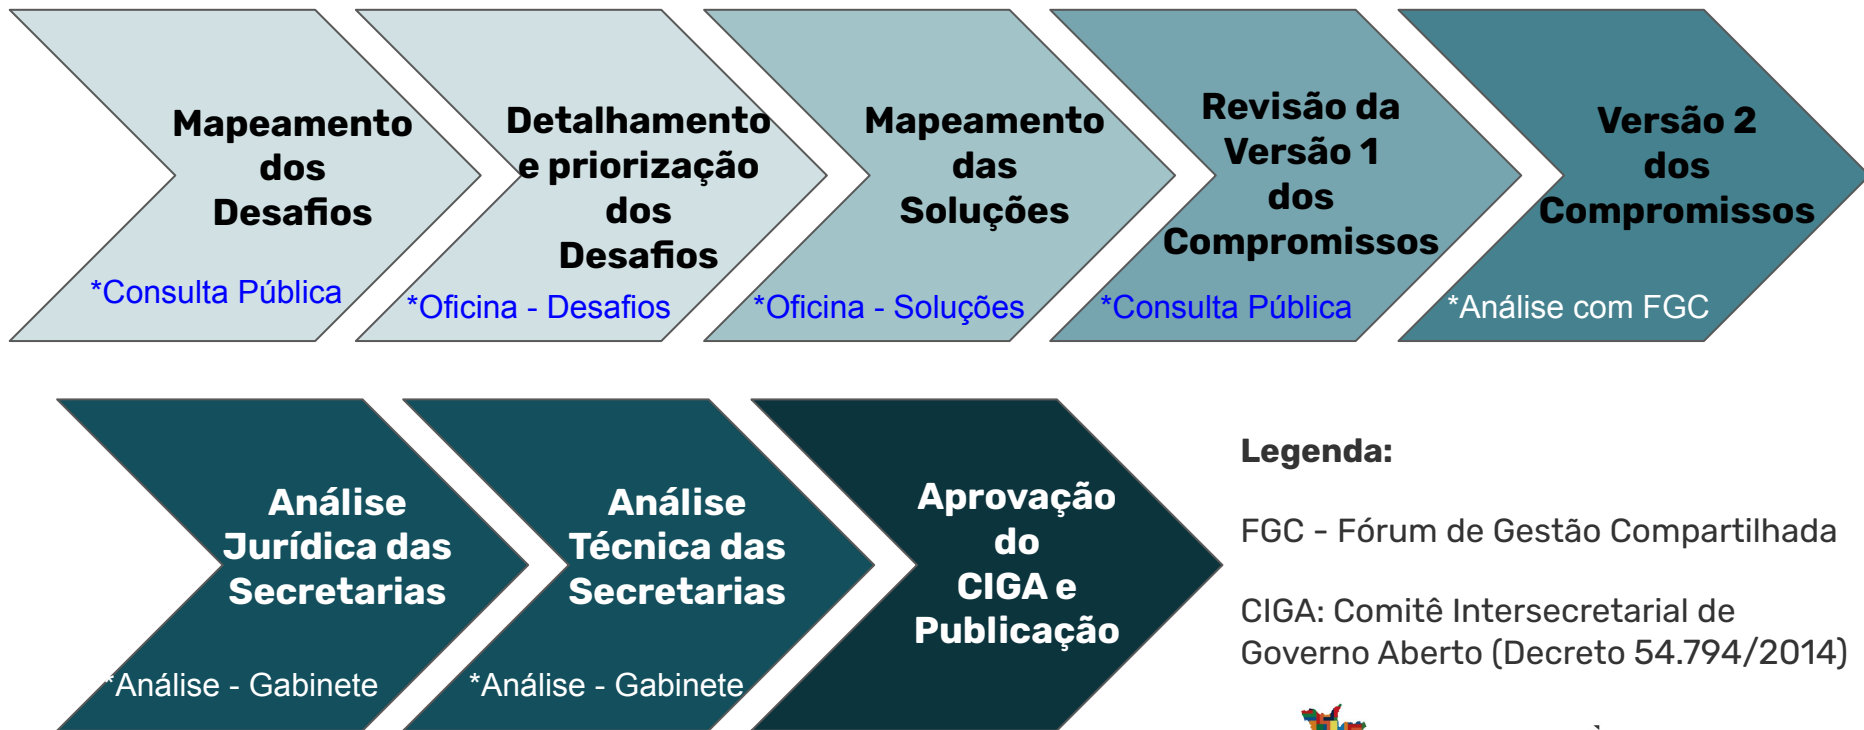 Mapeamento
dos
Desafios
*Consulta Pública
Detalhamento
e priorização
dos
Desafios
*Oficina - Desafios
Mapeamento
das
Soluções
*Oficina - Soluções
Revisão da
Versão 1
dos
Compromissos
*Consulta Pública
Versão 2
dos
Compromissos
*Análise com FGC
Análise
Jurídica das
Secretarias
*Análise - Gabinete
Análise
Técnica das
Secretarias
*Análise - Gabinete
Aprovação
do
CIGA e
Publicação
Legenda:
FGC - Fórum de Gestão Compartilhada
CIGA: Comitê Intersecretarial de
Governo Aberto (Decreto 54.794/2014)